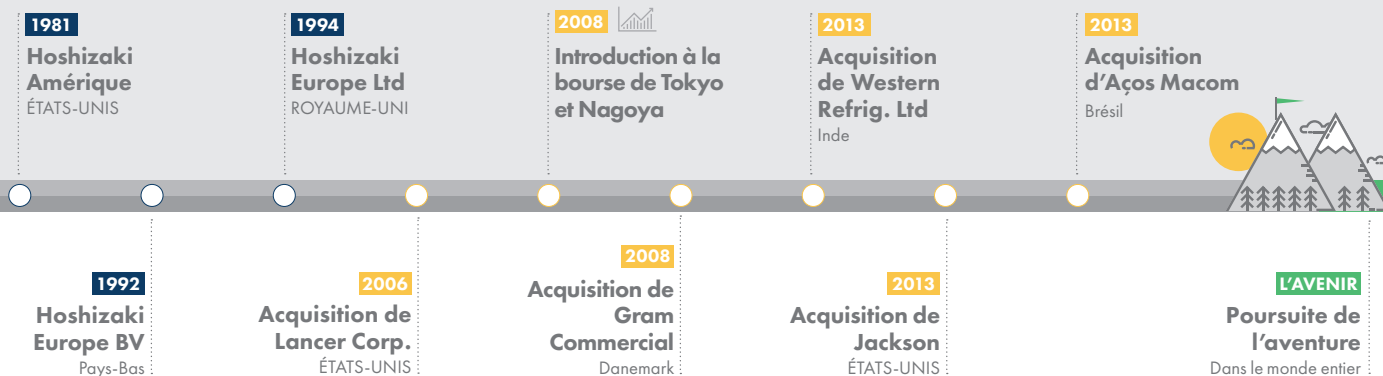 1981
Hoshizaki
Amérique
ÉTATS-UNIS
1994
Hoshizaki
Europe Ltd
ROYAUME-UNI
2008
Introduction à la
bourse de Tokyo
et Nagoya
2013
Acquisition
de Western
Refrig. Ltd
Inde
2013
Acquisition
d'Aços Macom
Brésil
1992
Hoshizaki
Europe BV
Pays-Bas
2006
Acquisition de
Lancer Corp.
ÉTATS-UNIS
2008
Acquisition de
Gram
Commercial
Danemark
2013
Acquisition de
Jackson
ÉTATS-UNIS
L'AVENIR
Poursuite de
l'aventure
Dans le monde entier